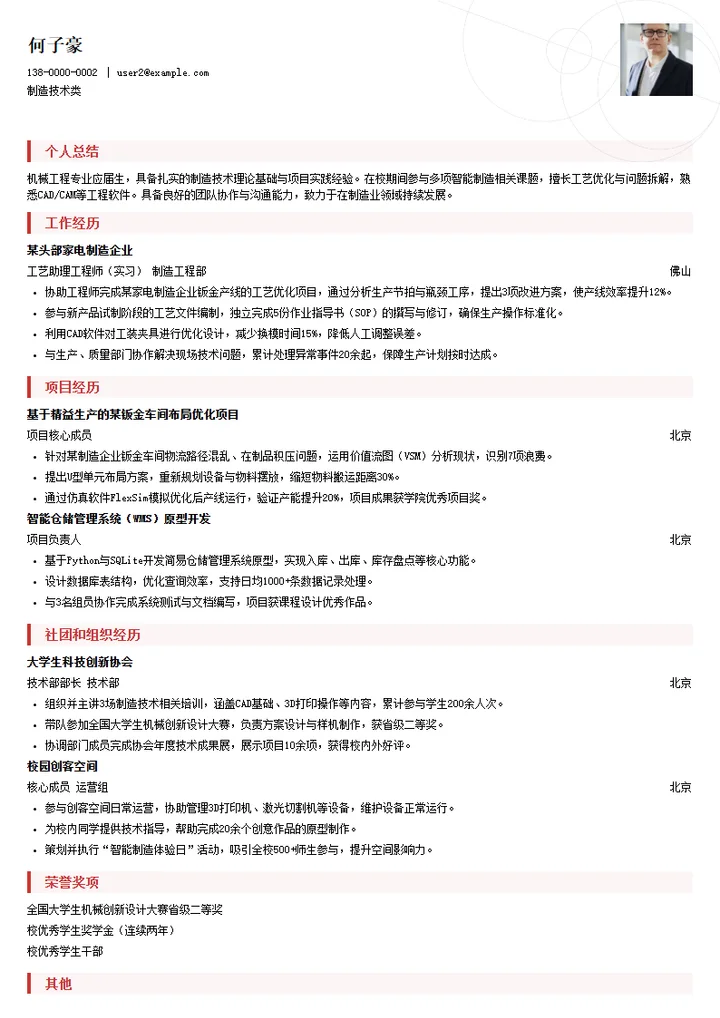 何子豪
138-0000-0002 | user2@example.com
制造技术类
个人总结
机械工程专业应届生，具备扎实的制造技术理论基础与项目实践经验。在校期间参与多项智能制造相关课题，擅长工艺优化与问题拆解，熟
悉CAD/CAM等工程软件。具备良好的团队协作与沟通能力，致力于在制造业领域持续发展。
工作经历
某头部家电制造企业
工艺助理工程师（实习） 制造工程部 佛山
• 协助工程师完成某家电制造企业钣金产线的工艺优化项目，通过分析生产节拍与瓶颈工序，提出3项改进方案，使产线效率提升12%。
• 参与新产品试制阶段的工艺文件编制，独立完成5份作业指导书（SOP）的撰写与修订，确保生产操作标准化。
• 利用CAD软件对工装夹具进行优化设计，减少换模时间15%，降低人工调整误差。
• 与生产、质量部门协作解决现场技术问题，累计处理异常事件20余起，保障生产计划按时达成。
项目经历
基于精益生产的某钣金车间布局优化项目
项目核心成员 北京
• 针对某制造企业钣金车间物流路径混乱、在制品积压问题，运用价值流图（VSM）分析现状，识别7项浪费。
• 提出U型单元布局方案，重新规划设备与物料摆放，缩短物料搬运距离30%。
• 通过仿真软件FlexSim模拟优化后产线运行，验证产能提升20%，项目成果获学院优秀项目奖。
智能仓储管理系统（WMS）原型开发
项目负责人 北京
• 基于Python与SQLite开发简易仓储管理系统原型，实现入库、出库、库存盘点等核心功能。
• 设计数据库表结构，优化查询效率，支持日均1000+条数据记录处理。
• 与3名组员协作完成系统测试与文档编写，项目获课程设计优秀作品。
社团和组织经历
大学生科技创新协会
技术部部长 技术部 北京
• 组织并主讲3场制造技术相关培训，涵盖CAD基础、3D打印操作等内容，累计参与学生200余人次。
• 带队参加全国大学生机械创新设计大赛，负责方案设计与样机制作，获省级二等奖。
• 协调部门成员完成协会年度技术成果展，展示项目10余项，获得校内外好评。
校园创客空间
核心成员 运营组 北京
• 参与创客空间日常运营，协助管理3D打印机、激光切割机等设备，维护设备正常运行。
• 为校内同学提供技术指导，帮助完成20余个创意作品的原型制作。
• 策划并执行“智能制造体验日”活动，吸引全校500+师生参与，提升空间影响力。
荣誉奖项
全国大学生机械创新设计大赛省级二等奖
校优秀学生奖学金（连续两年）
校优秀学生干部
其他